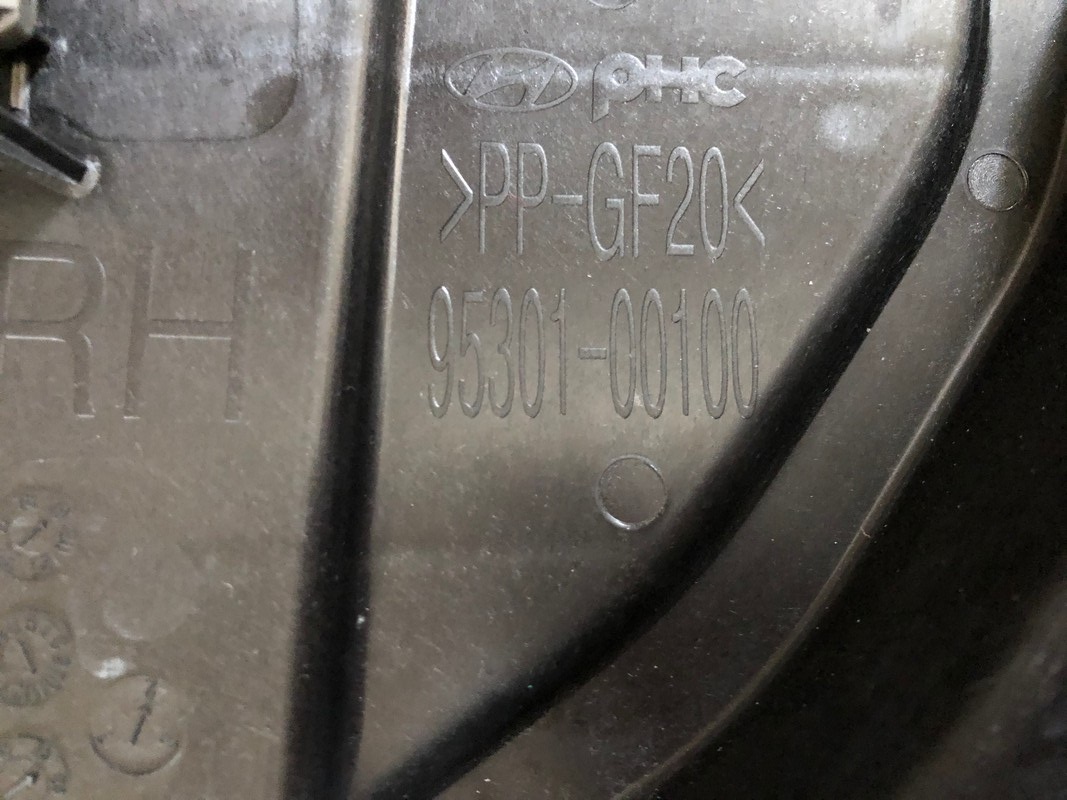 PHC
>PP-GF20<
95301-00100
RH